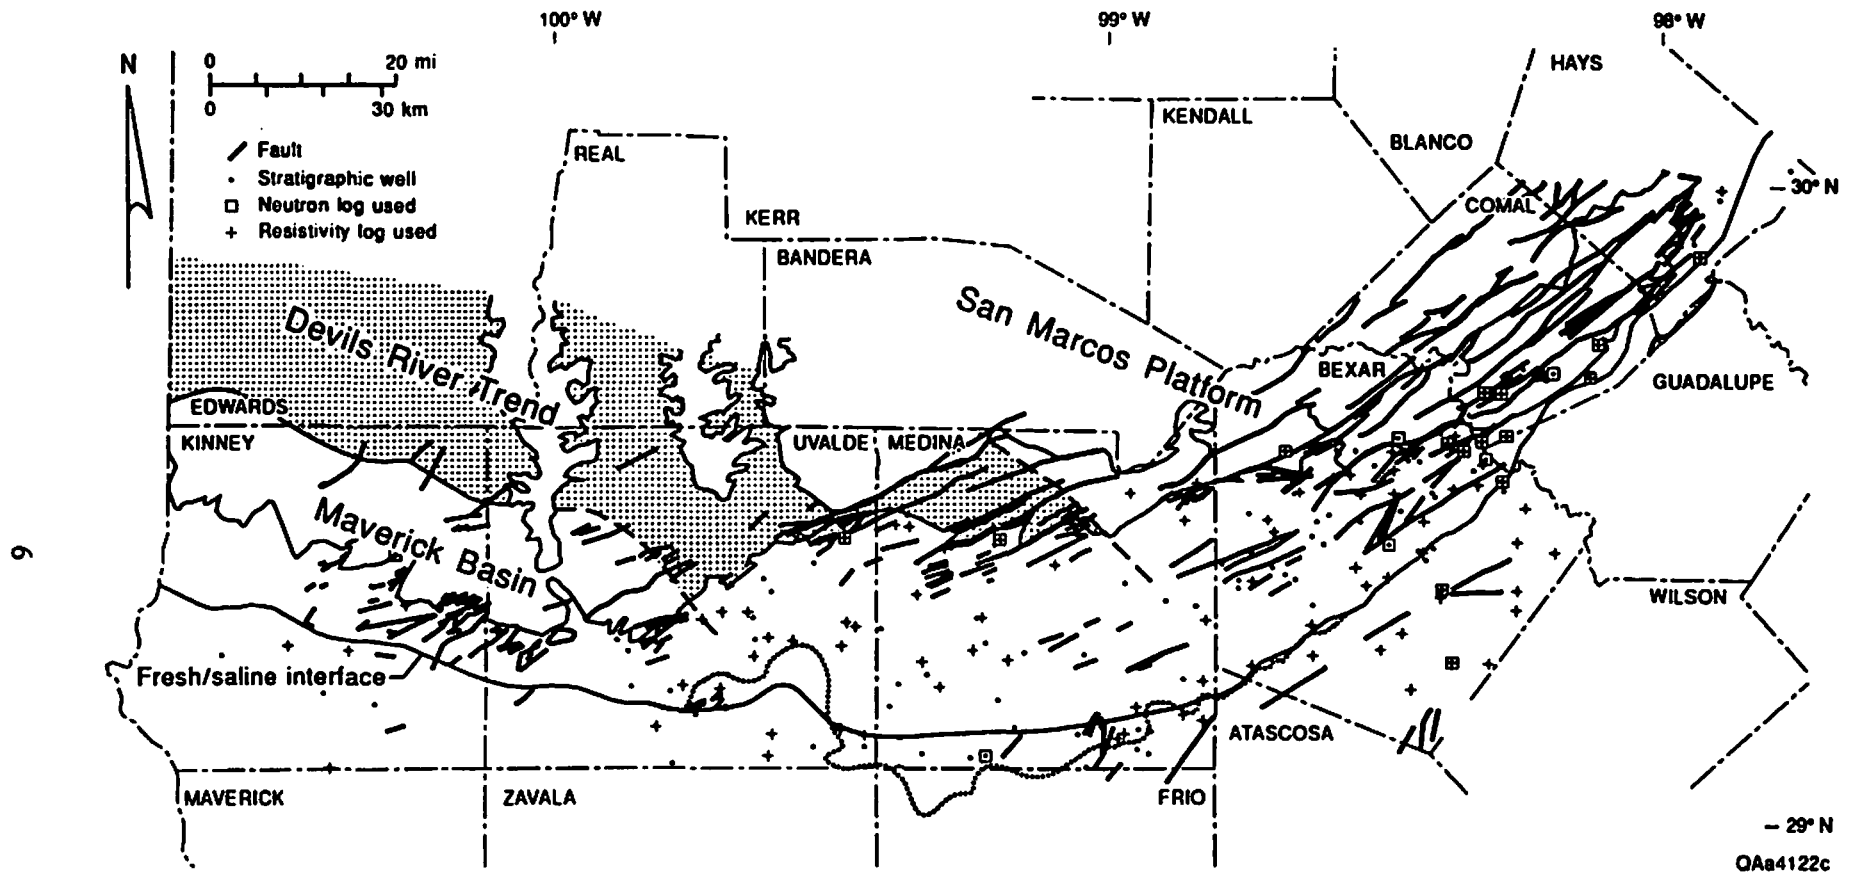 100° W
99° W
98° W
N
0 20 mi
0 30 km
Fault
Stratigraphic well
Neutron log used
Resistivity log used
REAL
KERR
BANDERA
KENDALL
BLANCO
HAYS
COMAL
30° N
Devils River Trend
San Marcos Platform
BEXAR
GUADALUPE
EDWARDS
KINNEY
UVALDE
MEDINA
Maverick Basin
WILSON
Fresh/saline interface
ATASCOSA
MAVERICK
ZAVALA
FRIO
29° N
QAa4122c
6